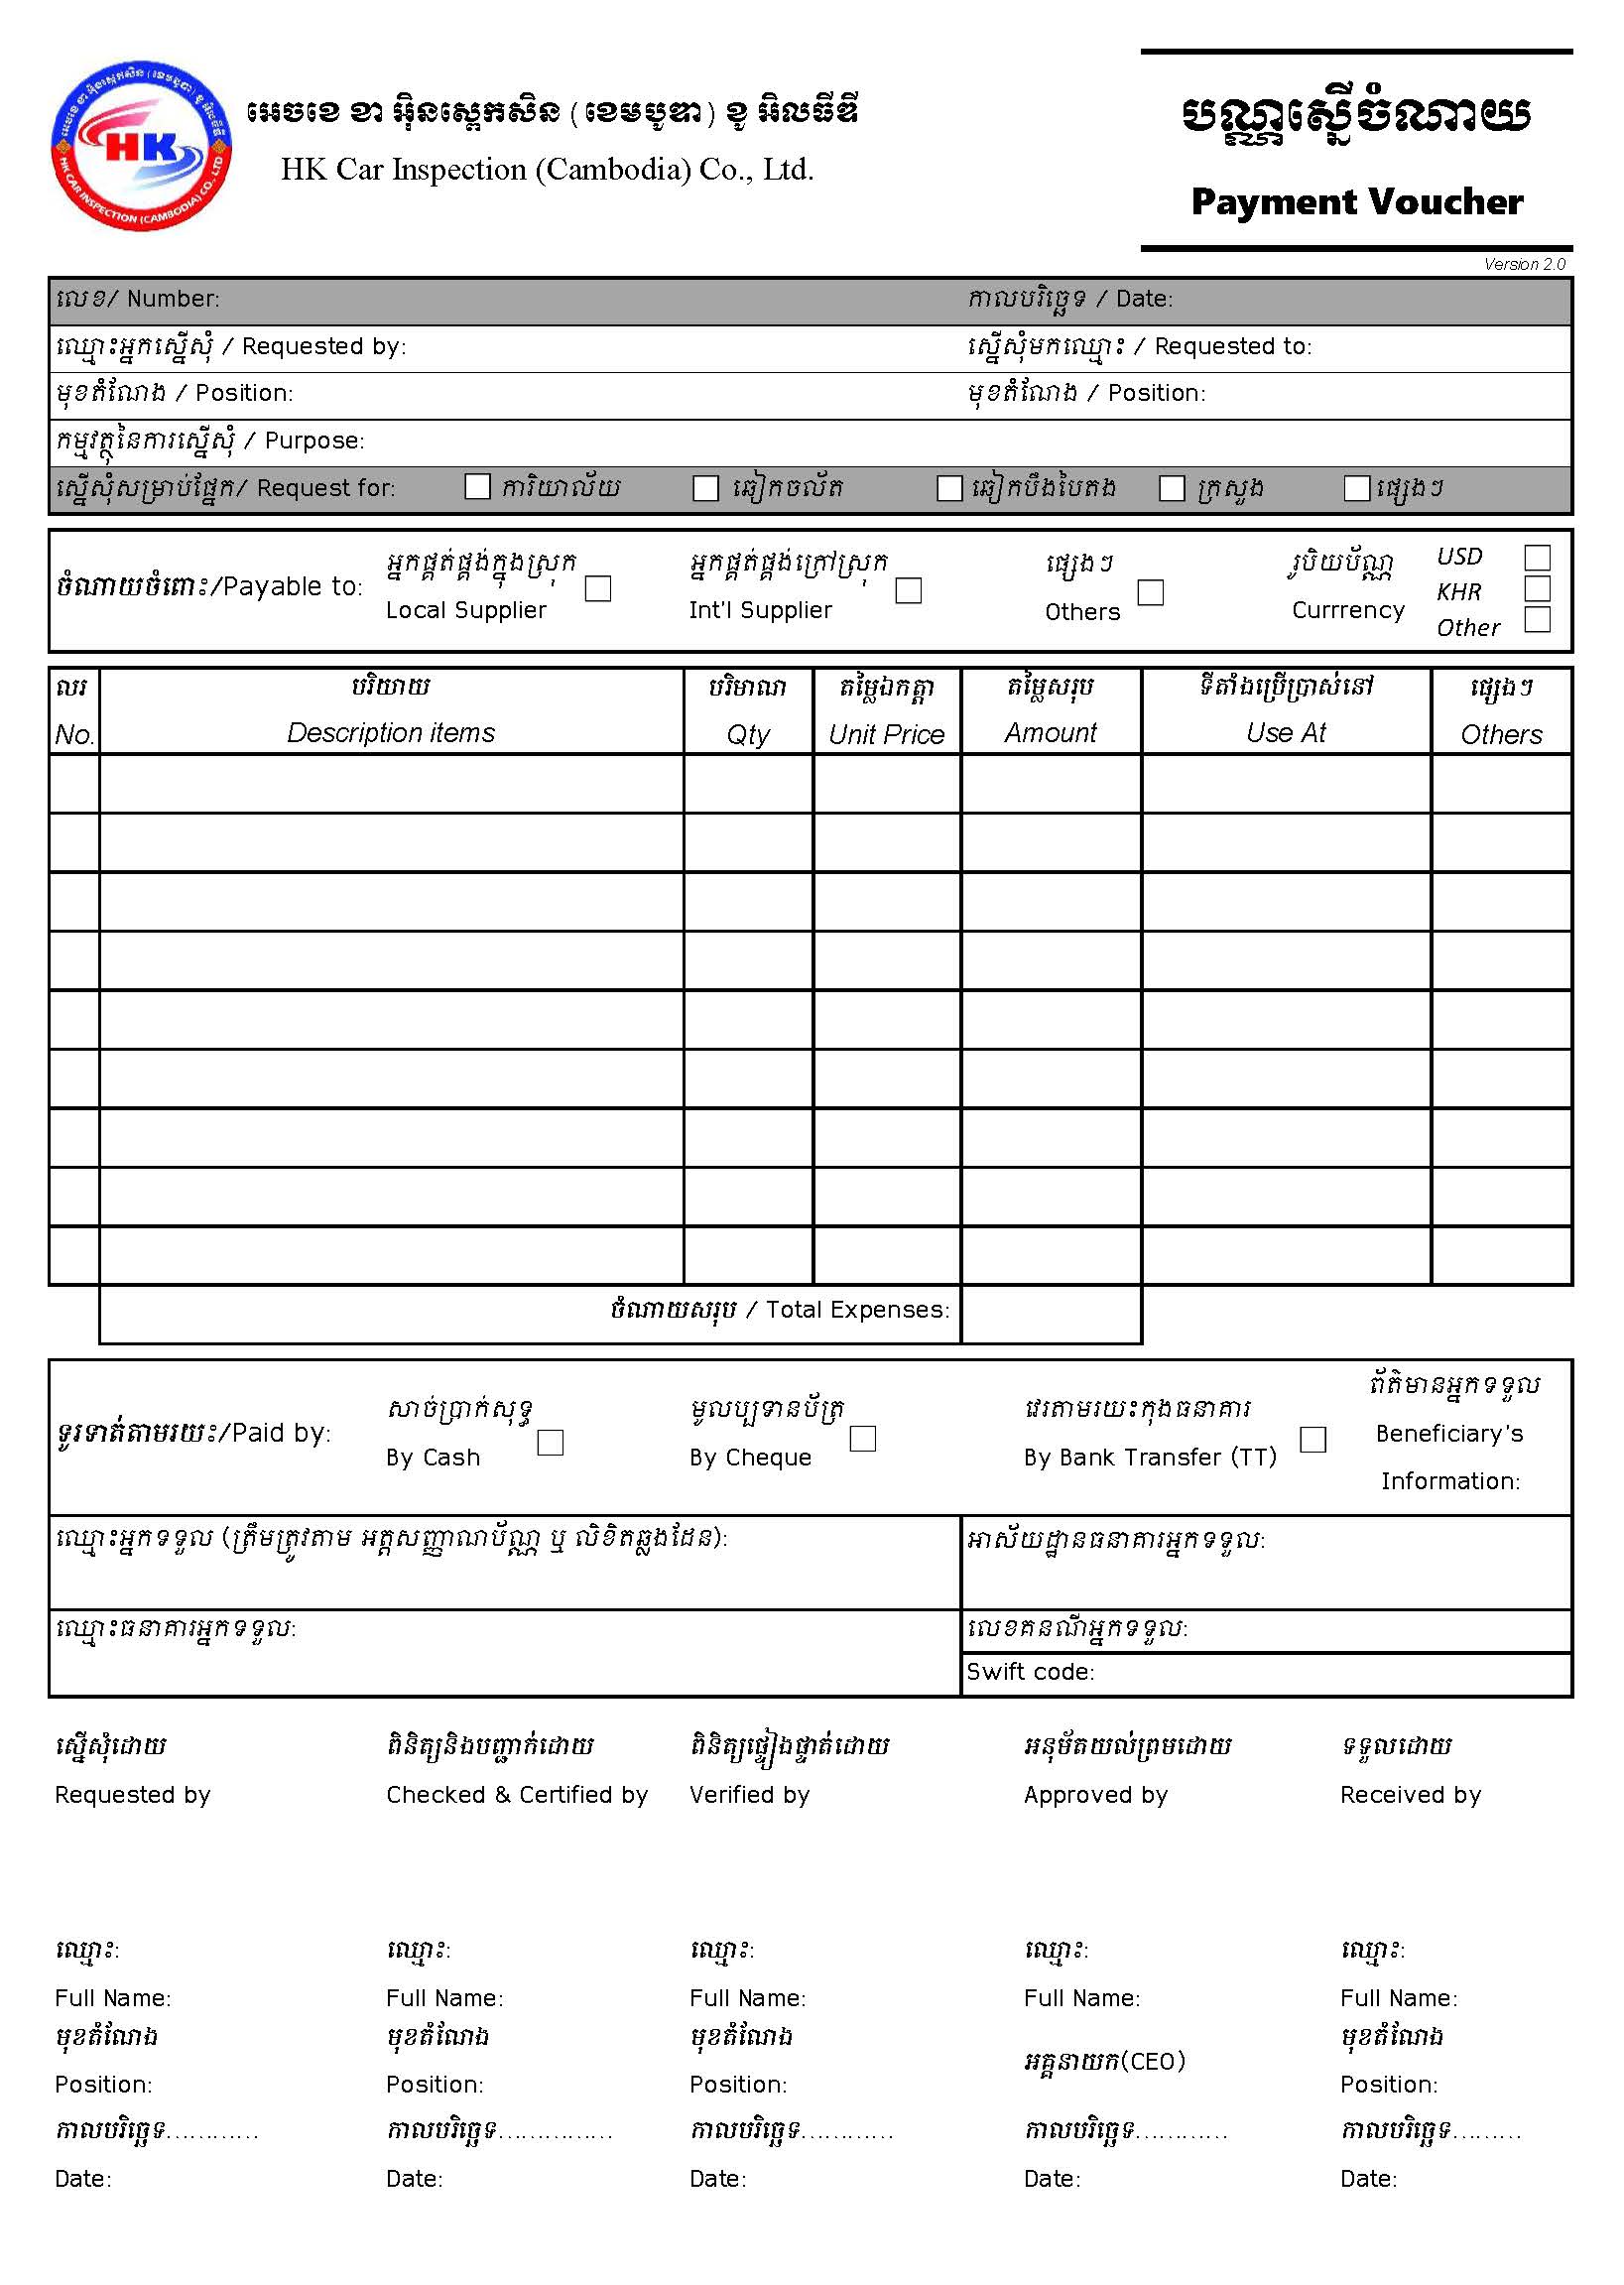 អេចខេ ខា អ៊ិនស្ពេកសិន (ខេមបូឌា) ខូ អិលធីឌី
HK Car Inspection (Cambodia) Co., Ltd.
HK
HK CAR INSPECTION (CAMBODIA) CO., LTD
បណ្ណស្នើចំណាយ
Payment Voucher
Version 2.0
លេខ/ Number: កាលបរិច្ឆេទ / Date:
ឈ្មោះអ្នកស្នើសុំ / Requested by: ស្នើសុំមកឈ្មោះ / Requested to:
មុខតំណែង / Position: មុខតំណែង / Position:
កម្មវត្ថុនៃការស្នើសុំ / Purpose:
ស្នើសុំសម្រាប់ផ្នែក/ Request for: ការិយាល័យ ឆៀកចល័ត ឆៀកបឹងបៃតង ក្រសួង ផ្សេងៗ
ចំណាយចំពោះ/Payable to:
អ្នកផ្គត់ផ្គង់ក្នុងស្រុក
Local Supplier
អ្នកផ្គត់ផ្គង់ក្រៅស្រុក
Int'l Supplier
ផ្សេងៗ
Others
រូបិយប័ណ្ណ
Currrency
USD
KHR
Other
លរ បរិយាយ បរិមាណ តម្លៃឯកត្តា តម្លៃសរុប ទីតាំងប្រើប្រាស់នៅ ផ្សេងៗ
No. Description items Qty Unit Price Amount Use At Others
ចំណាយសរុប / Total Expenses:
ទូរទាត់តាមរយះ/Paid by:
សាច់ប្រាក់សុទ្ធ
By Cash
មូលប្បទានប័ត្រ
By Cheque
វេរតាមរយះកុងធនាគារ
By Bank Transfer (TT)
ព័ត៌មានអ្នកទទួល
Beneficiary's
Information:
ឈ្មោះអ្នកទទួល (ត្រឹមត្រូវតាម អត្តសញ្ញាណប័ណ្ណ ឬ លិខិតឆ្លងដែន): អាស័យដ្ឋានធនាគារអ្នកទទួល:
ឈ្មោះធនាគារអ្នកទទួល: លេខគនណីអ្នកទទួល:
Swift code:
ស្នើសុំដោយ ពិនិត្យនិងបញ្ជាក់ដោយ ពិនិត្យផ្ទៀងផ្ទាត់ដោយ អនុម័តយល់ព្រមដោយ ទទួលដោយ
Requested by Checked & Certified by Verified by Approved by Received by
ឈ្មោះ: ឈ្មោះ: ឈ្មោះ: ឈ្មោះ: ឈ្មោះ:
Full Name: Full Name: Full Name: Full Name: Full Name:
មុខតំណែង មុខតំណែង មុខតំណែង អគ្គនាយក(CEO) មុខតំណែង
Position: Position: Position: Position:
កាលបរិច្ឆេទ............ កាលបរិច្ឆេទ............... កាលបរិច្ឆេទ............ កាលបរិច្ឆេទ............ កាលបរិច្ឆេទ.........
Date: Date: Date: Date: Date: